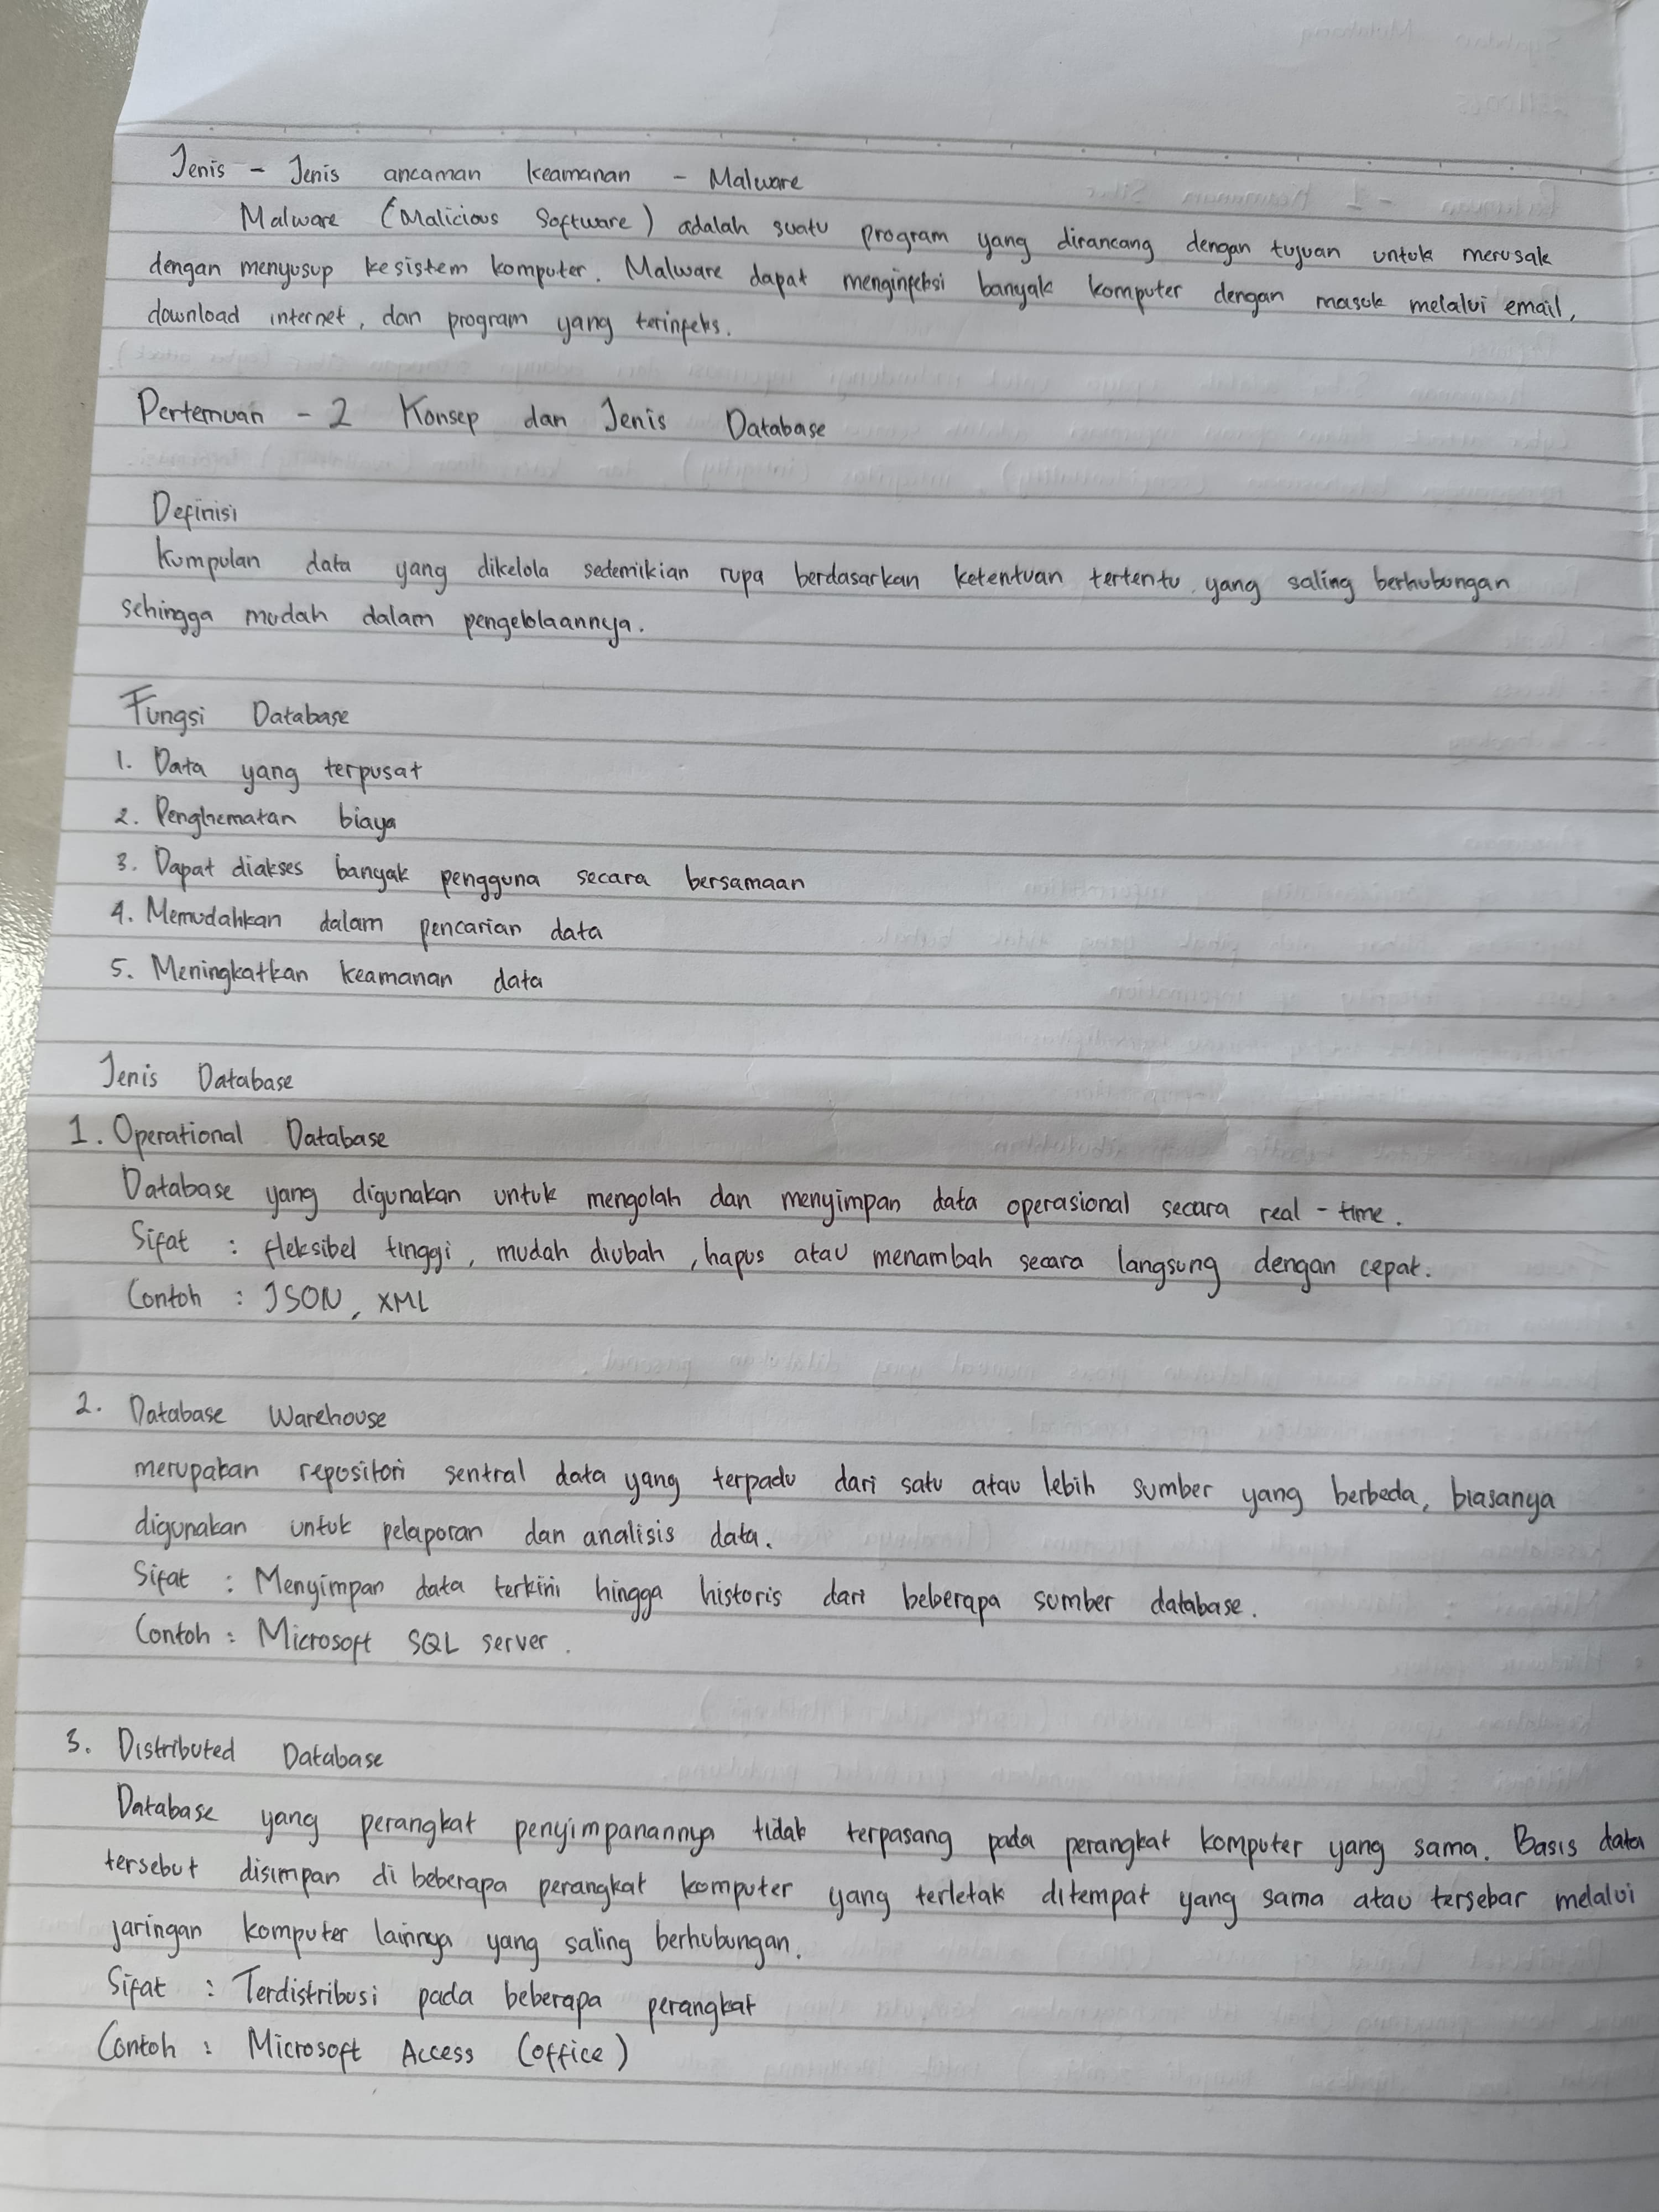 Jenis - Jenis ancaman keamanan - Malware
Malware (Malicious Software) adalah suatu program yang dirancang dengan tujuan untuk merusak
dengan menyusup kesistem komputer. Malware dapat menginfeksi banyak komputer dengan masuk melalui email,
download internet, dan program yang terinfeks.
Pertemuan - 2 Konsep dan Jenis Database
Definisi
Kumpulan data yang dikelola sedemikian rupa berdasarkan ketentuan tertentu yang saling berhubungan
sehingga mudah dalam pengelolaannya.
Fungsi Database
1. Data yang terpusat
2. Penghematan biaya
3. Dapat diakses banyak pengguna secara bersamaan
4. Memudahkan dalam pencarian data
5. Meningkatkan keamanan data
Jenis Database
1. Operational Database
Database yang digunakan untuk mengolah dan menyimpan data operasional secara real - time.
Sifat : fleksibel tinggi, mudah diubah, hapus atau menambah secara langsung dengan cepat.
Contoh : JSON, XML
2. Database Warehouse
merupakan repositori sentral data yang terpadu dari satu atau lebih sumber yang berbeda, biasanya
digunakan untuk pelaporan dan analisis data.
Sifat : Menyimpan data terkini hingga historis dari beberapa sumber database.
Contoh : Microsoft SQL server.
3. Distributed Database
Database yang perangkat penyimpanannya tidak terpasang pada perangkat komputer yang sama. Basis data
tersebut disimpan di beberapa perangkat komputer yang terletak ditempat yang sama atau tersebar melalui
jaringan komputer lainnya yang saling berhubungan.
Sifat : Terdistribusi pada beberapa perangkat
Contoh : Microsoft Access (office)